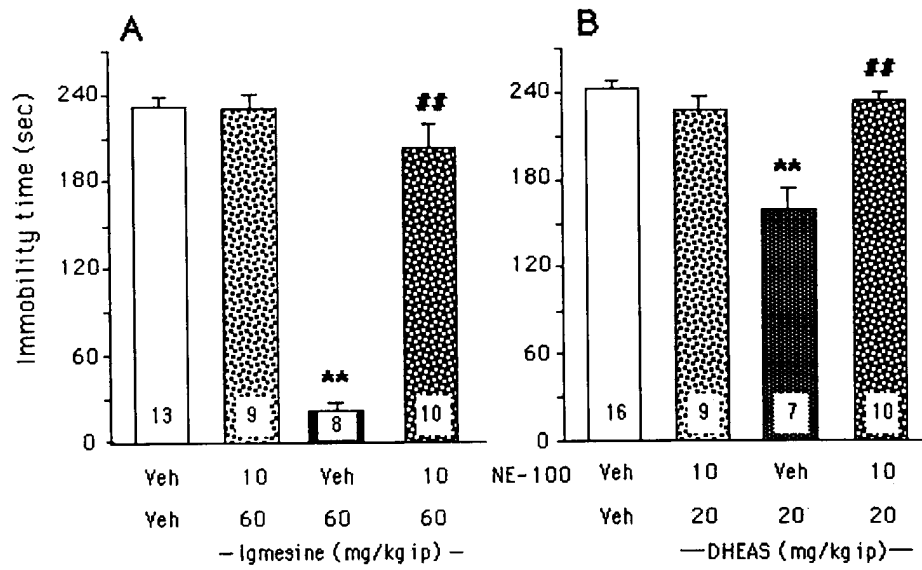 A
Immobility time (sec)
240
180
120
60
0
13
9
**
8
##
10
Veh 10 Veh 10
Veh 60 60 60
— Igmesine (mg/kg ip) —
B
240
180
120
60
0
16
9
**
7
##
10
NE-100 Veh 10 Veh 10
Veh 20 20 20
—DHEAS (mg/kg ip)—